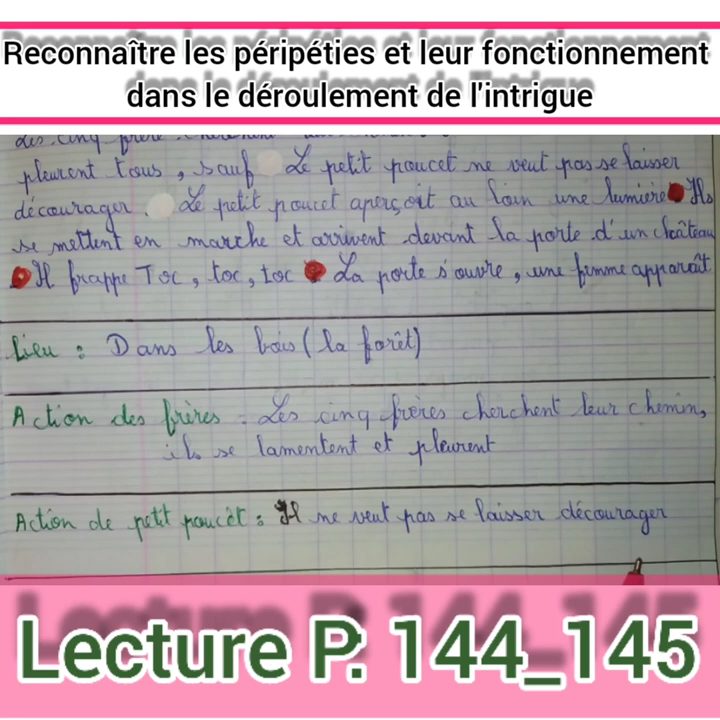 Reconnaître les péripéties et leur fonctionnement
dans le déroulement de l'intrigue
des cinq frère
pleurent tous, sauf Le petit poucet ne veut pas se laisser
décourager. Le petit poucet aperçoit au loin une lumière Ils
se mettent en marche et arrivent devant la porte d'un château
Il frappe Toc, toc, toc La porte s'ouvre, une femme apparaît
Lieu : Dans les bois (la forêt)
Action des frères : Les cinq frères cherchent leur chemin,
ils se lamentent et pleurent
Action de petit poucet : Il ne veut pas se laisser décourager
Lecture P. 144_145